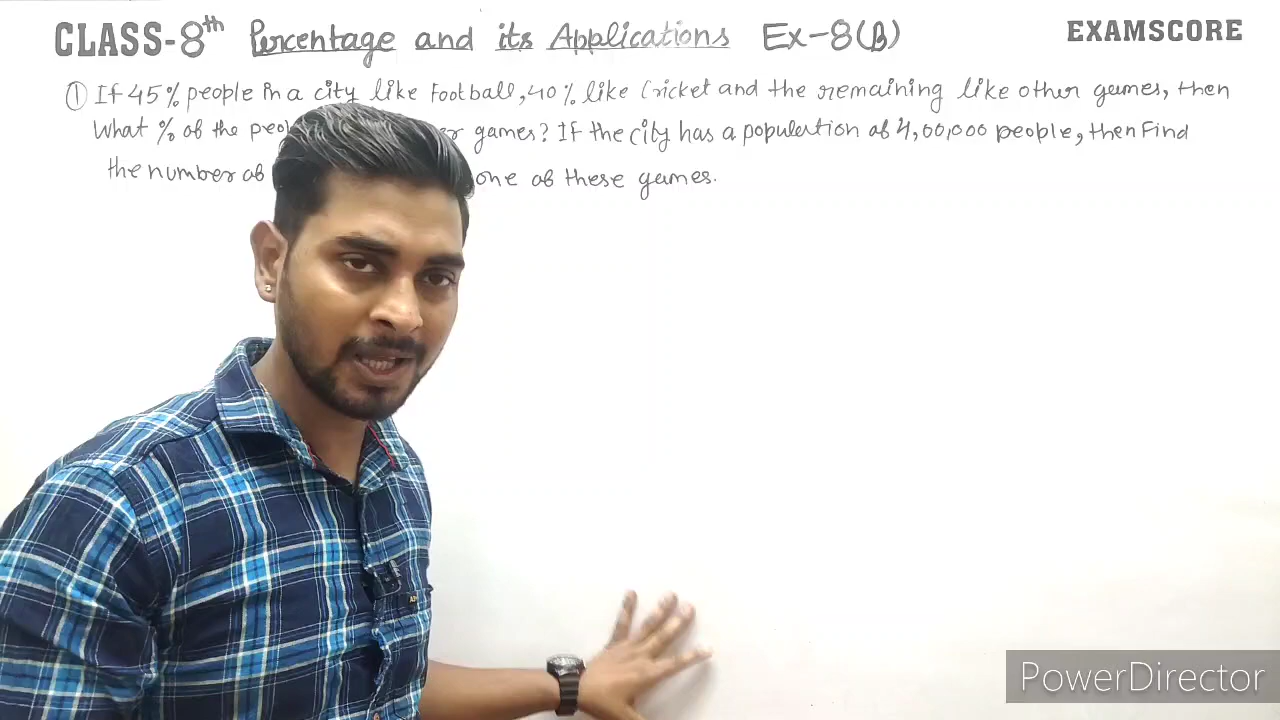 CLASS-8th Percentage and its Applications Ex-8(B)
EXAMSCORE
① If 45% people in a city like Football, 40% like Cricket and the remaining like other games, then
What % of the games? If the city has a population of 4,00,000 people, then Find
the number of one of these games.
PowerDirector